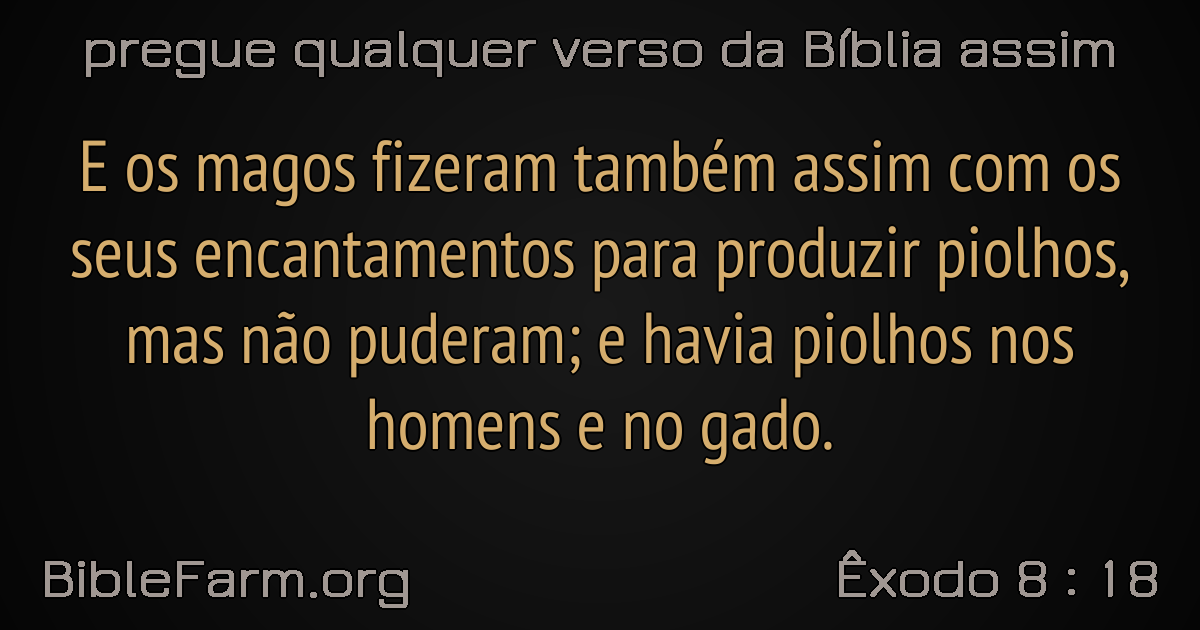 pregue qualquer verso da Bíblia assim
E os magos fizeram também assim com os
seus encantamentos para produzir piolhos,
mas não puderam; e havia piolhos nos
homens e no gado.
BibleFarm.org
Êxodo 8 : 18